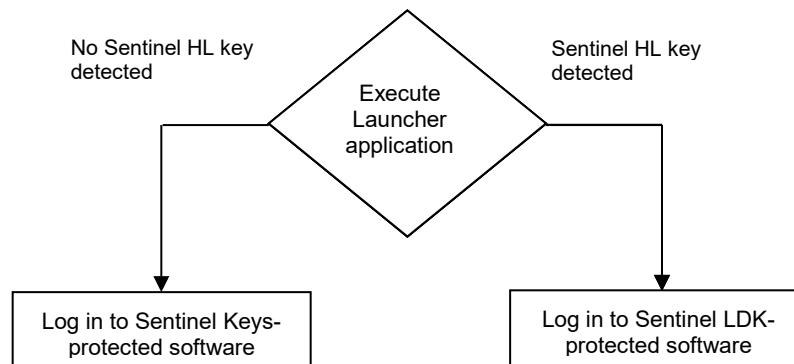 No Sentinel HL key
detected
Sentinel HL key
detected
Execute
Launcher
application
Log in to Sentinel Keys-
protected software
Log in to Sentinel LDK-
protected software